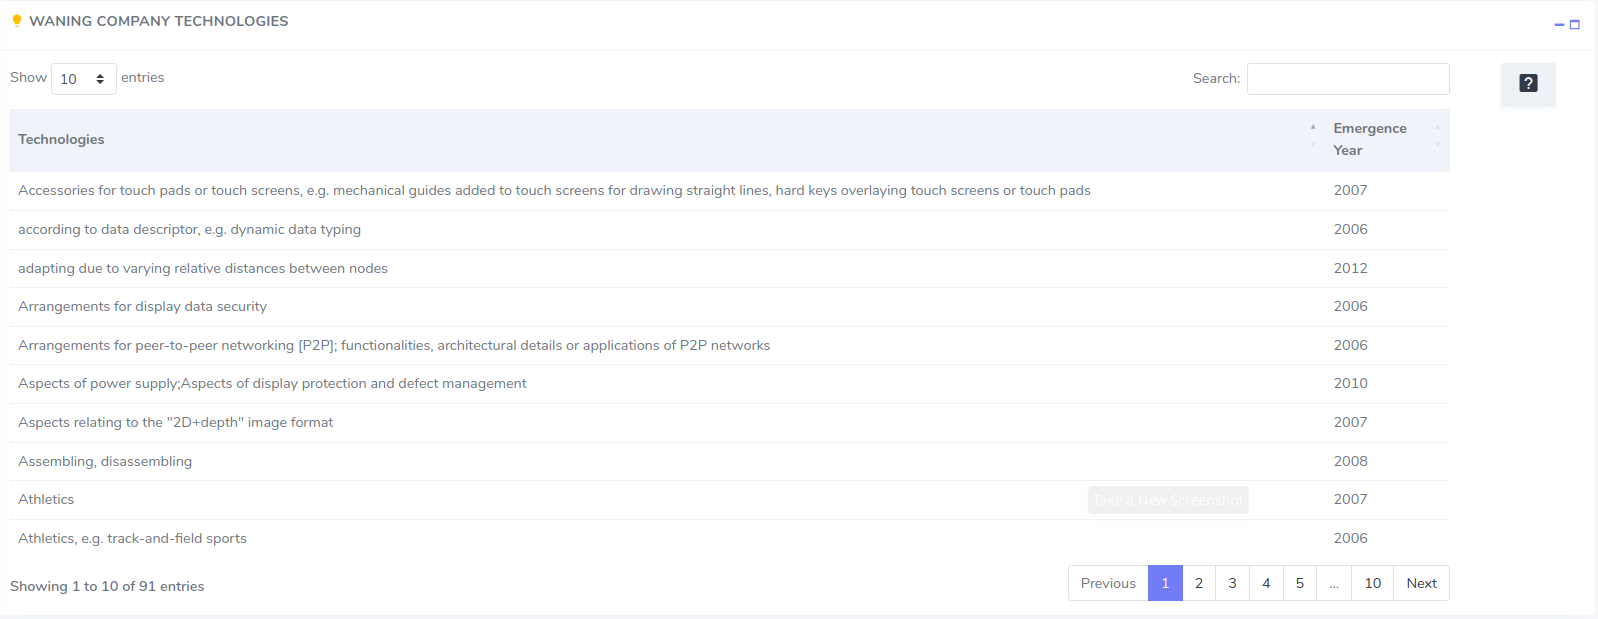 WANING COMPANY TECHNOLOGIES
Show 10 entries
Search:
?
Technologies
Emergence
Year
Accessories for touch pads or touch screens, e.g. mechanical guides added to touch screens for drawing straight lines, hard keys overlaying touch screens or touch pads 2007
according to data descriptor, e.g. dynamic data typing 2006
adapting due to varying relative distances between nodes 2012
Arrangements for display data security 2006
Arrangements for peer-to-peer networking [P2P]; functionalities, architectural details or applications of P2P networks 2006
Aspects of power supply;Aspects of display protection and defect management 2010
Aspects relating to the "2D+depth" image format 2007
Assembling, disassembling 2008
Athletics 2007
Take a New Screenshot
Athletics, e.g. track-and-field sports 2006
Showing 1 to 10 of 91 entries
Previous 1 2 3 4 5 ... 10 Next